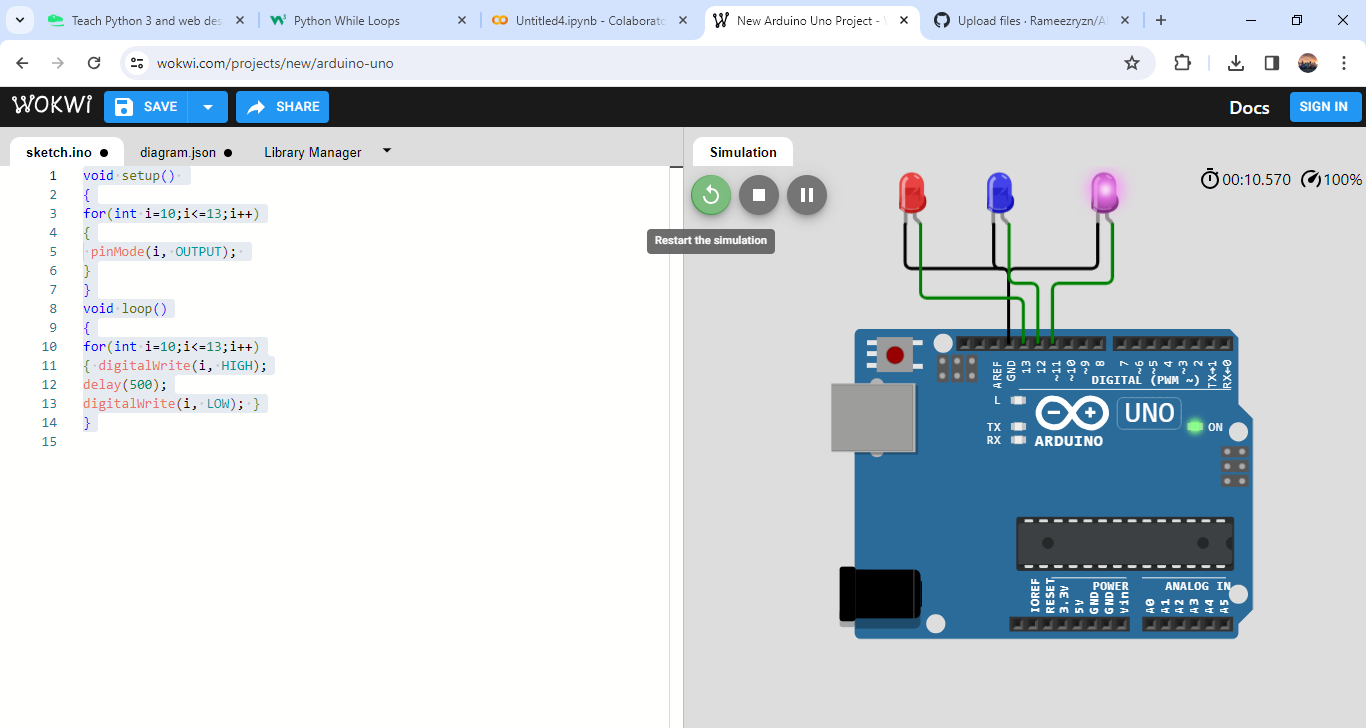 Teach Python 3 and web des
Python While Loops
Untitled4.ipynb - Colaborato
New Arduino Uno Project - W
Upload files · Rameezryzn/A
wokwi.com/projects/new/arduino-uno
WOKWI
SAVE
SHARE
Docs
SIGN IN
sketch.ino
diagram.json
Library Manager
1 void setup()
2 {
3 for(int i=10;i<=13;i++)
4 {
5 pinMode(i, OUTPUT);
6 }
7 }
8 void loop()
9 {
10 for(int i=10;i<=13;i++)
11 { digitalWrite(i, HIGH);
12 delay(500);
13 digitalWrite(i, LOW); }
14 }
15
Simulation
00:10.570
100%
Restart the simulation
AREF
GND
13
12
~11
~10
~9
8
7
~6
~5
4
~3
2
TX→1
RX←0
DIGITAL (PWM ~)
L
TX
RX
UNO
ARDUINO
ON
IOREF
RESET
3.3V
5V
GND
GND
Vin
POWER
ANALOG IN
A0
A1
A2
A3
A4
A5